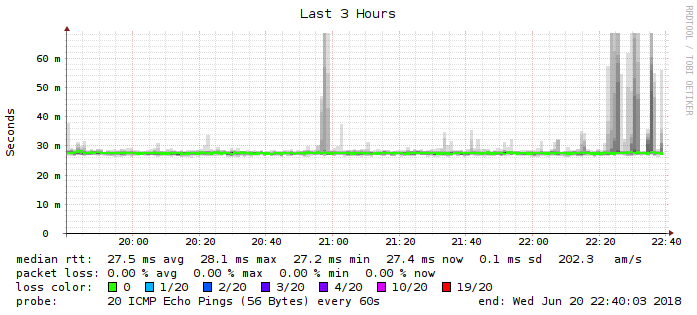 Last 3 Hours
RRDTOOL / TOBI OETIKER
Seconds
60 m
50 m
40 m
30 m
20 m
10 m
0
20:00 20:20 20:40 21:00 21:20 21:40 22:00 22:20 22:40
median rtt: 27.5 ms avg 28.1 ms max 27.2 ms min 27.4 ms now 0.1 ms sd 202.3 am/s
packet loss: 0.00 % avg 0.00 % max 0.00 % min 0.00 % now
loss color: 0 1/20 2/20 3/20 4/20 10/20 19/20
probe: 20 ICMP Echo Pings (56 Bytes) every 60s end: Wed Jun 20 22:40:03 2018